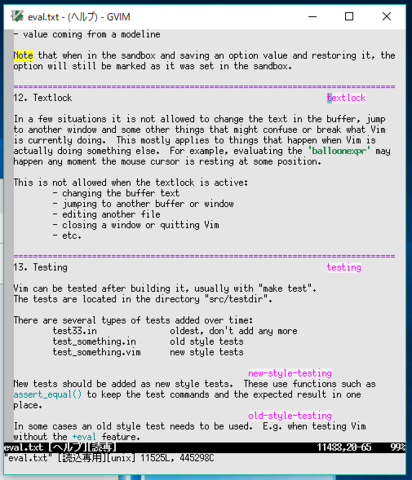 eval.txt - (ヘルプ) - GVIM
- value coming from a modeline
Note that when in the sandbox and saving an option value and restoring it, the
option will still be marked as it was set in the sandbox.
==============================================================================
12. Textlock textlock
In a few situations it is not allowed to change the text in the buffer, jump
to another window and some other things that might confuse or break what Vim
is currently doing.  This mostly applies to things that happen when Vim is
actually doing something else.  For example, evaluating the 'balloonexpr' may
happen any moment the mouse cursor is resting at some position.
This is not allowed when the textlock is active:
- changing the buffer text
- jumping to another buffer or window
- editing another file
- closing a window or quitting Vim
- etc.
==============================================================================
13. Testing testing
Vim can be tested after building it, usually with "make test".
The tests are located in the directory "src/testdir".
There are several types of tests added over time:
test33.in oldest, don't add any more
test_something.in old style tests
test_something.vim new style tests
new-style-testing
New tests should be added as new style tests.  These use functions such as
assert_equal() to keep the test commands and the expected result in one
place.
old-style-testing
In some cases an old style test needs to be used.  E.g. when testing Vim
without the +eval feature.
eval.txt [ヘルプ][読専] 11488,20-65 99%
"eval.txt" [読込専用][unix] 11525L, 445298C